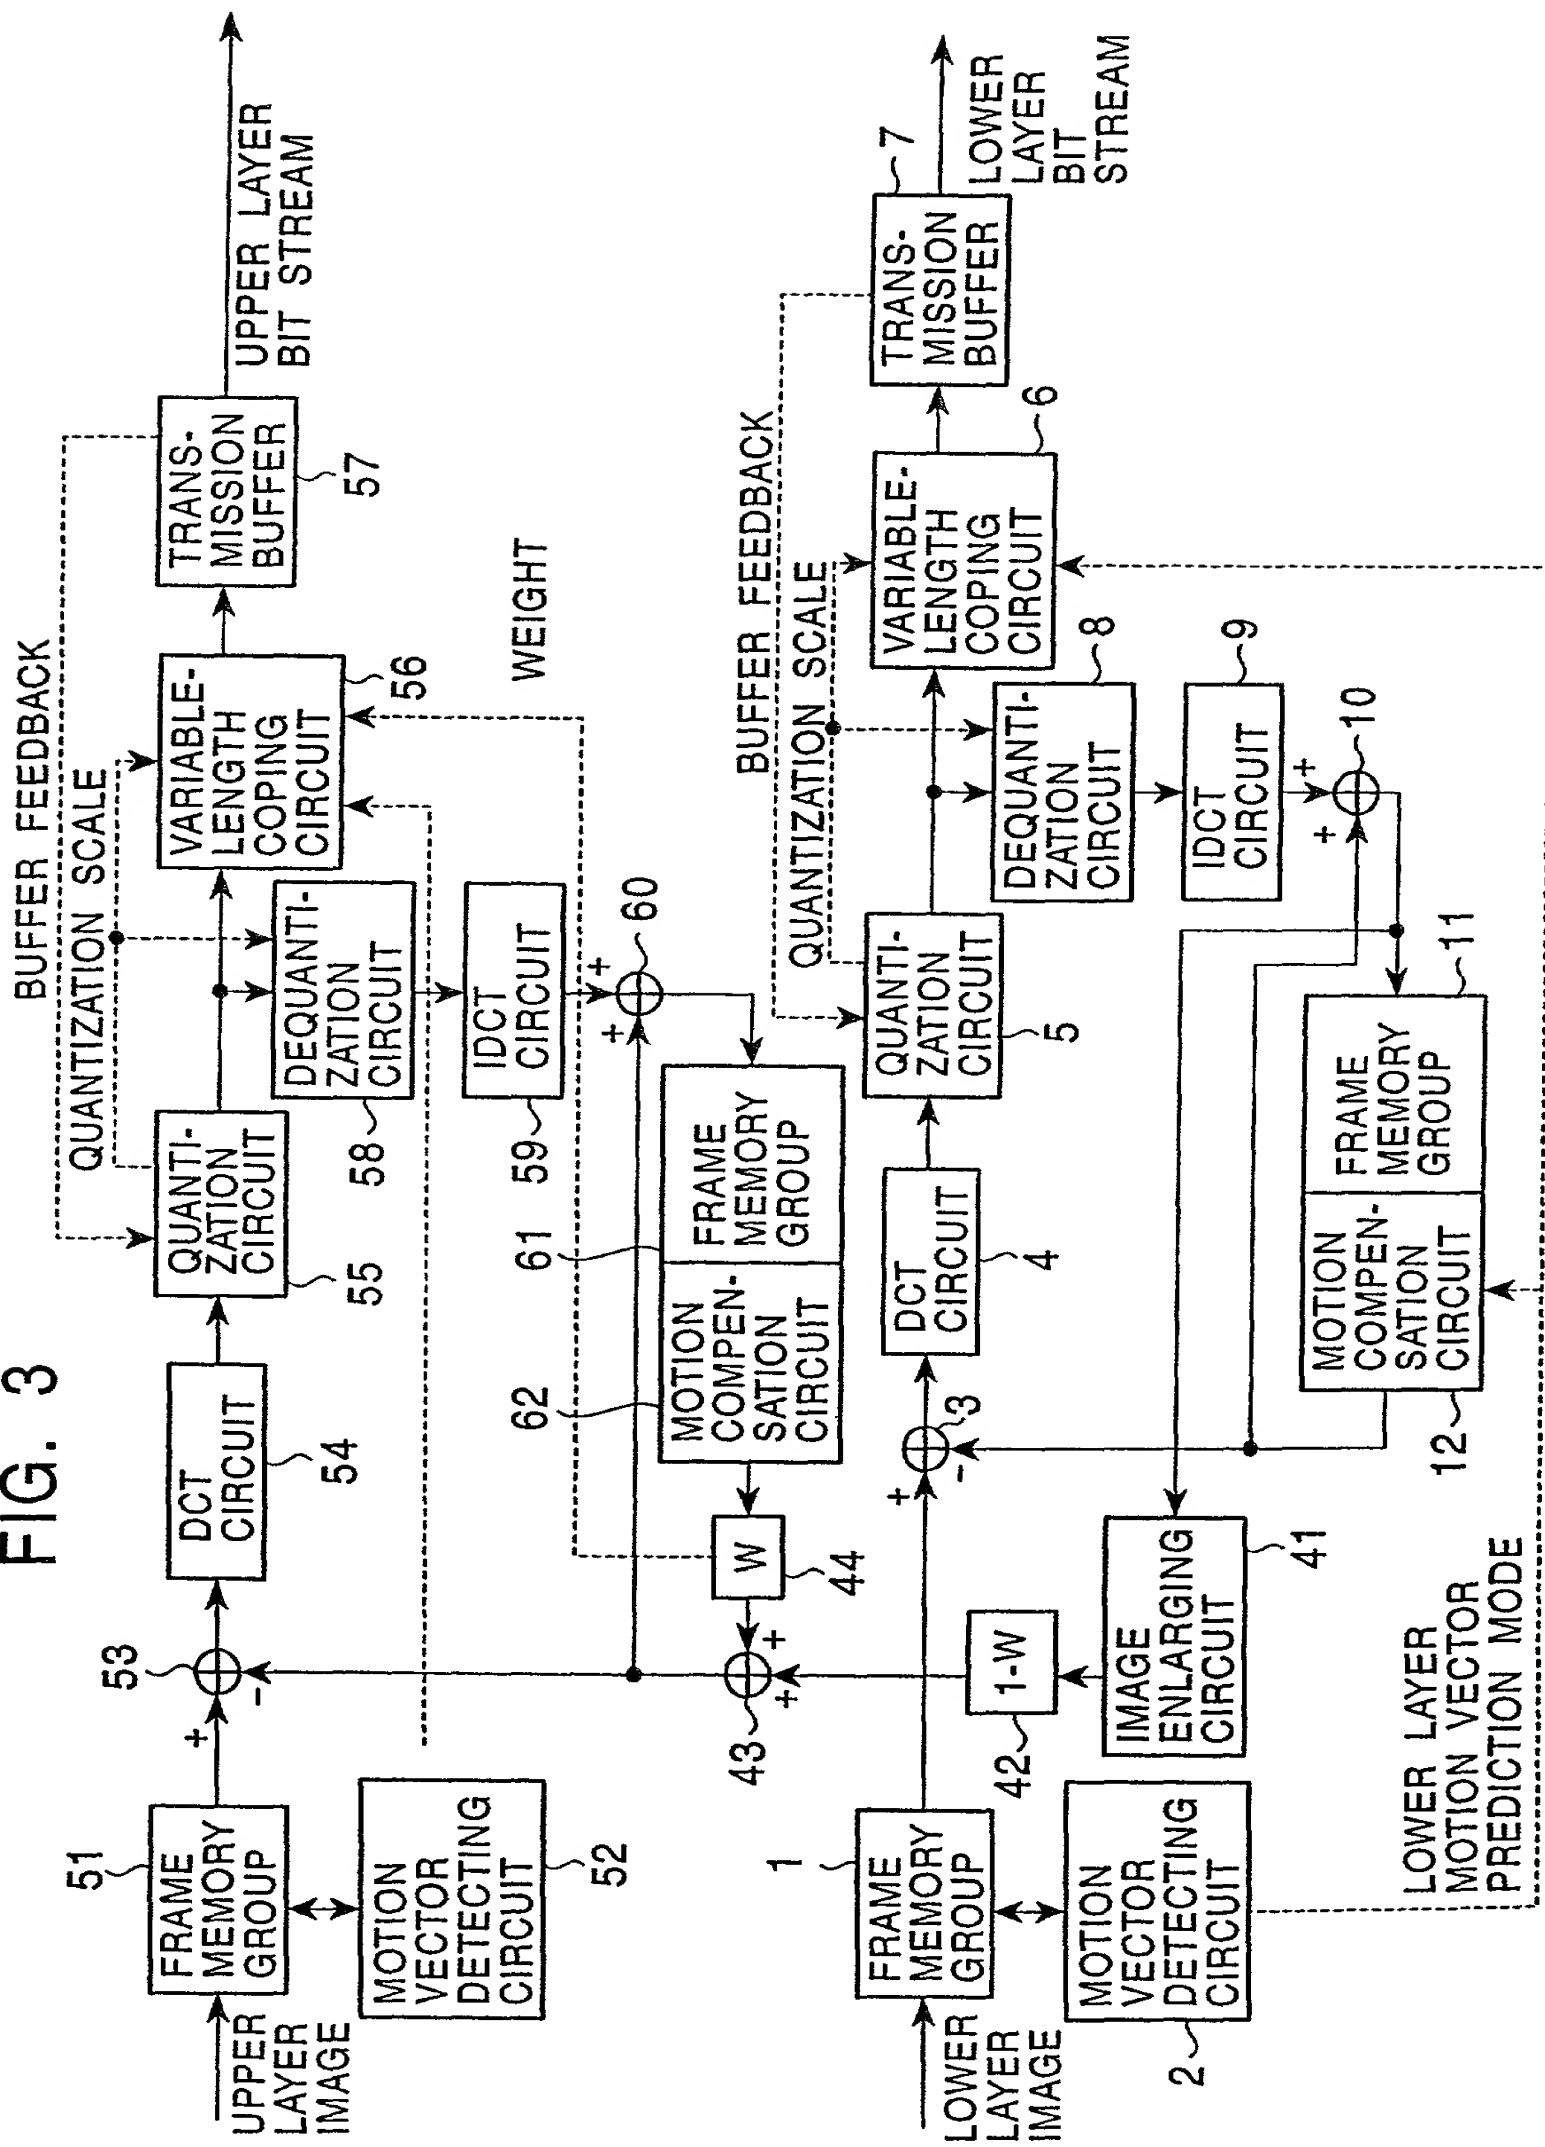 FIG. 3
BUFFER FEEDBACK
QUANTIZATION SCALE
UPPER
LAYER
IMAGE
51
FRAME
MEMORY
GROUP
MOTION
VECTOR
DETECTING
CIRCUIT
52
53
+
-
DCT
CIRCUIT
54
QUANTI-
ZATION
CIRCUIT
55
VARIABLE-
LENGTH
COPING
CIRCUIT
56
TRANS-
MISSION
BUFFER
57
UPPER LAYER
BIT STREAM
DEQUANTI-
ZATION
CIRCUIT
58
IDCT
CIRCUIT
59
+
+
60
WEIGHT
61
FRAME
MEMORY
GROUP
62
MOTION
COMPEN-
SATION
CIRCUIT
W
44
+
+
43
1-W
42
IMAGE
ENLARGING
CIRCUIT
41
BUFFER FEEDBACK
QUANTIZATION SCALE
LOWER
LAYER
IMAGE
1
FRAME
MEMORY
GROUP
MOTION
VECTOR
DETECTING
CIRCUIT
2
+
-
3
DCT
CIRCUIT
4
QUANTI-
ZATION
CIRCUIT
5
VARIABLE-
LENGTH
COPING
CIRCUIT
6
TRANS-
MISSION
BUFFER
7
LOWER
LAYER
BIT
STREAM
DEQUANTI-
ZATION
CIRCUIT
8
IDCT
CIRCUIT
9
+
+
10
FRAME
MEMORY
GROUP
11
MOTION
COMPEN-
SATION
CIRCUIT
12
LOWER LAYER
MOTION VECTOR
PREDICTION MODE